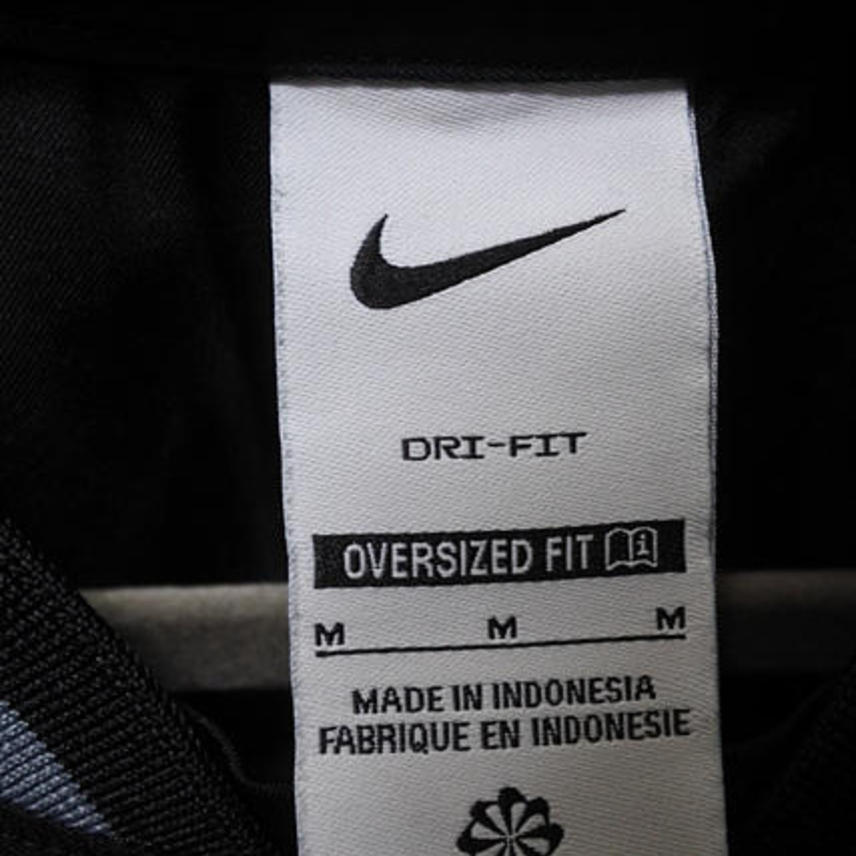 DRI-FIT
OVERSIZED FIT i
M M M
MADE IN INDONESIA
FABRIQUE EN INDONESIE